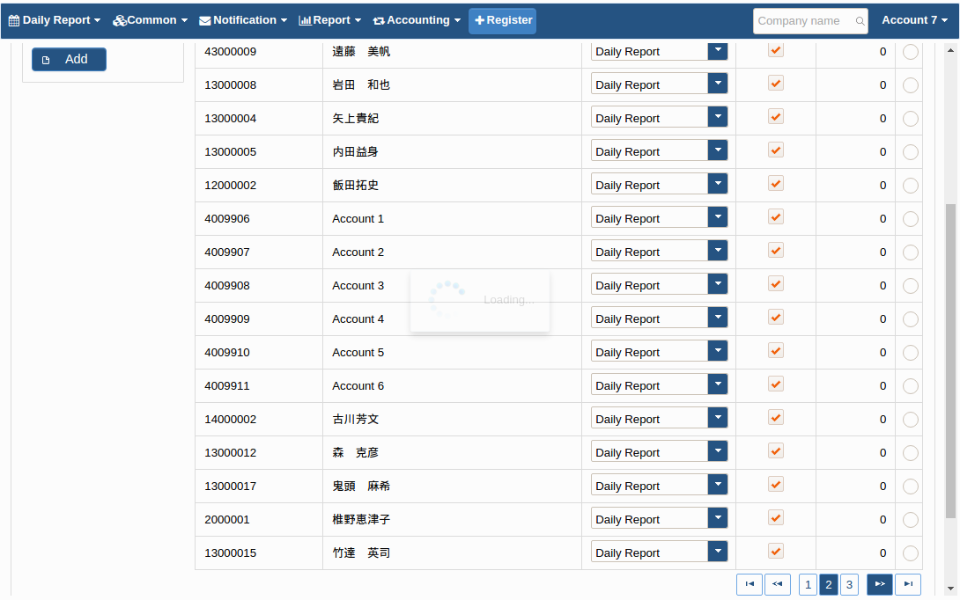 Daily Report Common Notification Report Accounting Register Company name Account 7
Add
43000009 遠藤　美帆 Daily Report 0
13000008 岩田　和也 Daily Report 0
13000004 矢上貴紀 Daily Report 0
13000005 内田益身 Daily Report 0
12000002 飯田拓史 Daily Report 0
4009906 Account 1 Daily Report 0
4009907 Account 2 Daily Report 0
4009908 Account 3 Daily Report 0
Loading...
4009909 Account 4 Daily Report 0
4009910 Account 5 Daily Report 0
4009911 Account 6 Daily Report 0
14000002 古川芳文 Daily Report 0
13000012 森　克彦 Daily Report 0
13000017 鬼頭　麻希 Daily Report 0
2000001 椎野恵津子 Daily Report 0
13000015 竹達　英司 Daily Report 0
1 2 3